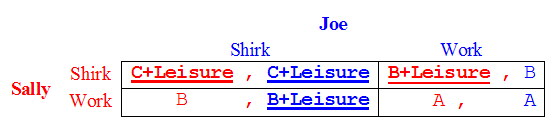 Joe
Shirk Work
Sally Shirk C+Leisure , C+Leisure B+Leisure , B
Work B , B+Leisure A , A